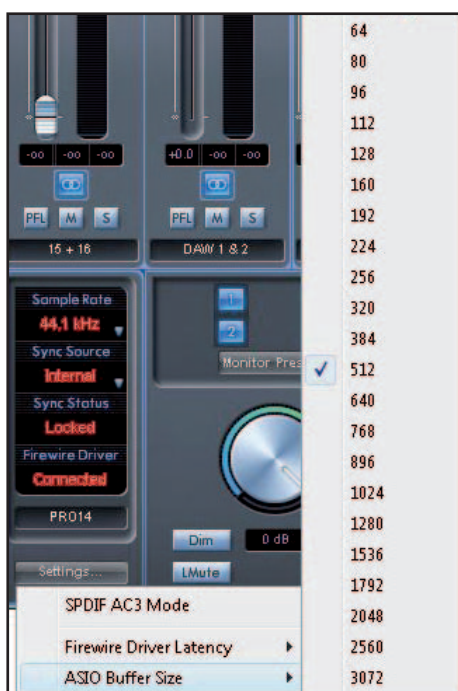 -oo -oo -oo
+0.0 -oo -oo
PFL M S
PFL M S
15 + 16
DAW 1 & 2
Sample Rate
44,1 kHz
Sync Source
Internal
Sync Status
Locked
Firewire Driver
Connected
PRO14
Settings...
1
2
Monitor Pres
Dim
0 dB
LMute
SPDIF AC3 Mode
Firewire Driver Latency
ASIO Buffer Size
64
80
96
112
128
160
192
224
256
320
384
512
640
768
896
1024
1280
1536
1792
2048
2560
3072